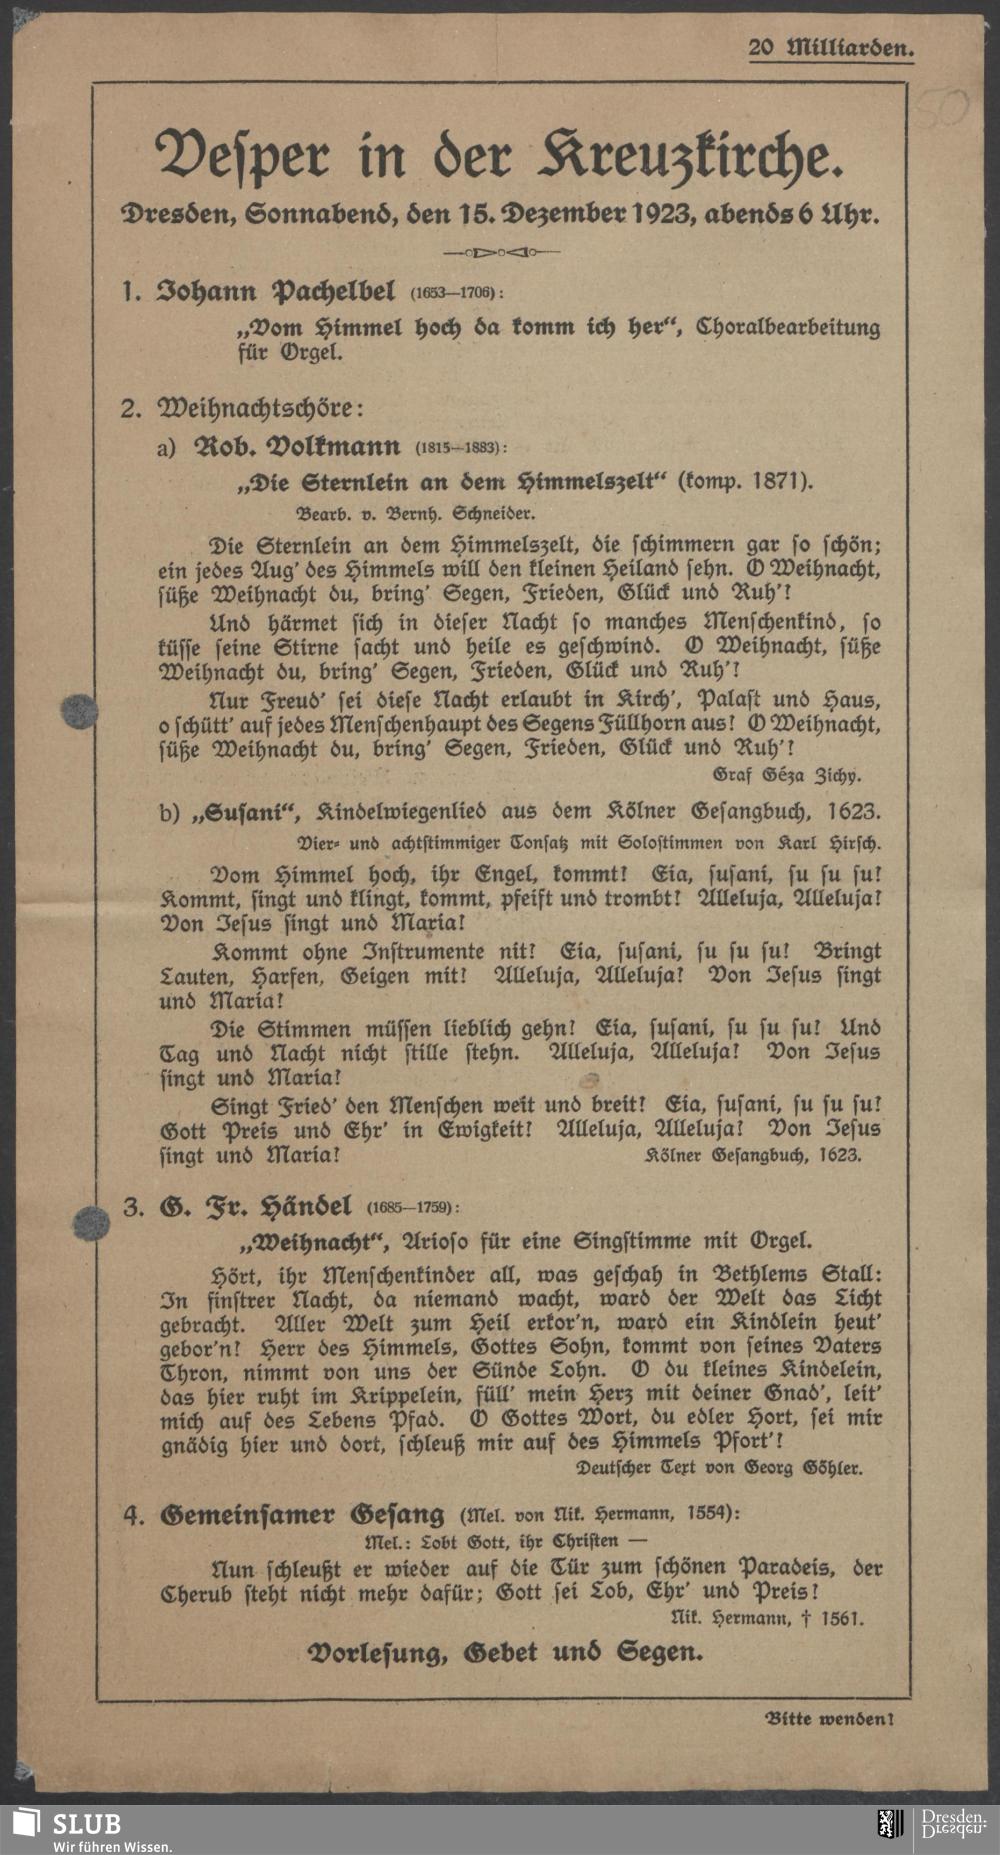 20 Milliarden.
50
Vesper in der Kreuzkirche.
Dresden, Sonnabend, den 15. Dezember 1923, abends 6 Uhr.
1. Johann Pachelbel (1653—1706):
„Vom Himmel hoch da komm ich her“, Choralbearbeitung
für Orgel.
2. Weihnachtschöre:
a) Rob. Volkmann (1815—1883):
„Die Sternlein an dem Himmelszelt“ (komp. 1871).
Bearb. v. Bernh. Schneider.
Die Sternlein an dem Himmelszelt, die schimmern gar so schön;
ein jedes Aug’ des Himmels will den kleinen Heiland sehn. O Weihnacht,
süße Weihnacht du, bring’ Segen, Frieden, Glück und Ruh’!
Und härmet sich in dieser Nacht so manches Menschenkind, so
küsse seine Stirne sacht und heile es geschwind. O Weihnacht, süße
Weihnacht du, bring’ Segen, Frieden, Glück und Ruh’!
Nur Freud’ sei diese Nacht erlaubt in Kirch’, Palast und Haus,
o schütt’ auf jedes Menschenhaupt des Segens Füllhorn aus! O Weihnacht,
süße Weihnacht du, bring’ Segen, Frieden, Glück und Ruh’!
Graf Géza Zichy.
b) „Susani“, Kindelwiegenlied aus dem Kölner Gesangbuch, 1623.
Vier- und achtstimmiger Tonsatz mit Solostimmen von Karl Hirsch.
Vom Himmel hoch, ihr Engel, kommt! Eia, susani, su su su!
Kommt, singt und klingt, kommt, pfeift und trombt! Alleluja, Alleluja!
Von Jesus singt und Maria!
Kommt ohne Instrumente nit! Eia, susani, su su su! Bringt
Lauten, Harfen, Geigen mit! Alleluja, Alleluja! Von Jesus singt
und Maria!
Die Stimmen müssen lieblich gehn! Eia, susani, su su su! Und
Tag und Nacht nicht stille stehn. Alleluja, Alleluja! Von Jesus
singt und Maria!
Singt Fried’ den Menschen weit und breit! Eia, susani, su su su!
Gott Preis und Ehr’ in Ewigkeit! Alleluja, Alleluja! Von Jesus
singt und Maria! Kölner Gesangbuch, 1623.
3. G. Fr. Händel (1685—1759):
„Weihnacht“, Arioso für eine Singstimme mit Orgel.
Hört, ihr Menschenkinder all, was geschah in Bethlems Stall:
In finstrer Nacht, da niemand wacht, ward der Welt das Licht
gebracht. Aller Welt zum Heil erkor’n, ward ein Kindlein heut’
gebor’n! Herr des Himmels, Gottes Sohn, kommt von seines Vaters
Thron, nimmt von uns der Sünde Lohn. O du kleines Kindelein,
das hier ruht im Krippelein, füll’ mein Herz mit deiner Gnad’, leit’
mich auf des Lebens Pfad. O Gottes Wort, du edler Hort, sei mir
gnädig hier und dort, schleuß mir auf des Himmels Pfort’!
Deutscher Text von Georg Göhler.
4. Gemeinsamer Gesang (Mel. von Nik. Hermann, 1554):
Mel.: Lobt Gott, ihr Christen —
Nun schleußt er wieder auf die Tür zum schönen Paradeis, der
Cherub steht nicht mehr dafür; Gott sei Lob, Ehr’ und Preis!
Nik. Hermann, † 1561.
Vorlesung, Gebet und Segen.
Bitte wenden!
SLUB
Wir führen Wissen.
Dresden.
Dresden.